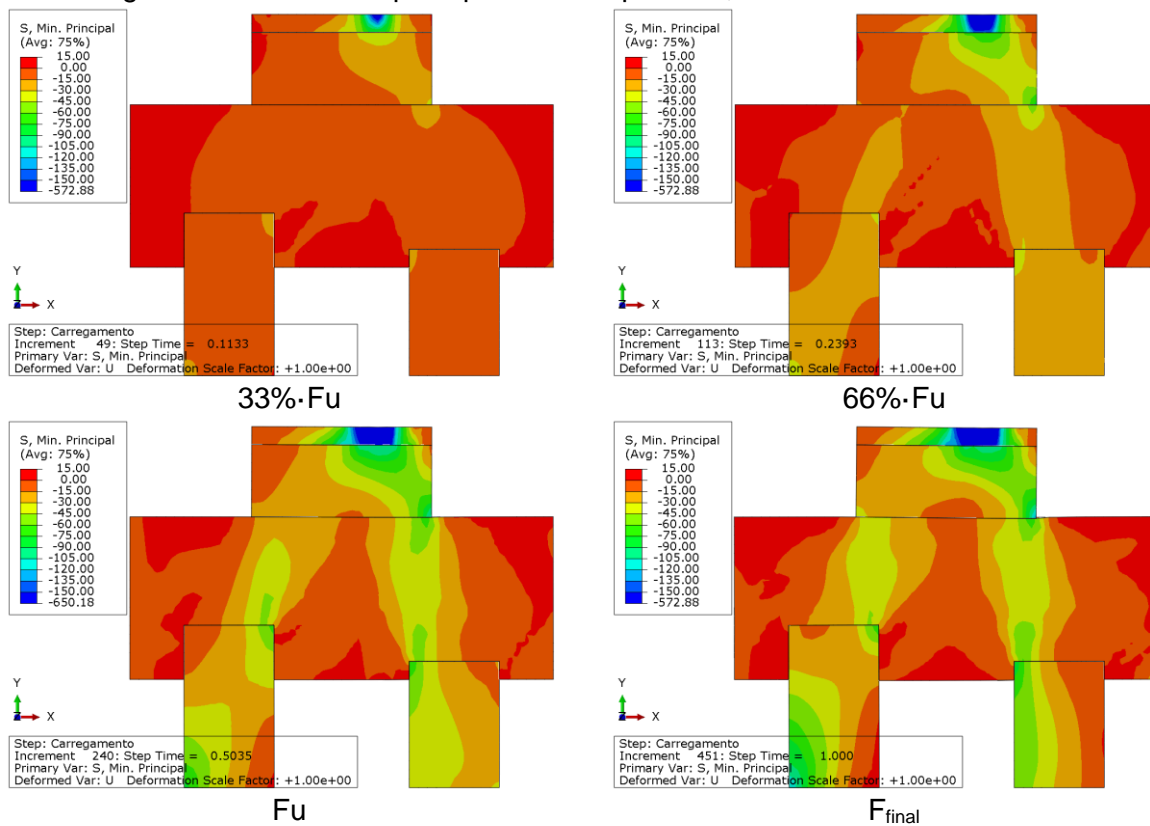 S, Min. Principal
(Avg: 75%)
15.00
0.00
-15.00
-30.00
-45.00
-60.00
-75.00
-90.00
-105.00
-120.00
-135.00
-150.00
-572.88
Y
Z
X
Step: Carregamento
Increment 49: Step Time = 0.1133
Primary Var: S, Min. Principal
Deformed Var: U Deformation Scale Factor: +1.00e+00
33%·Fu
S, Min. Principal
(Avg: 75%)
15.00
0.00
-15.00
-30.00
-45.00
-60.00
-75.00
-90.00
-105.00
-120.00
-135.00
-150.00
-572.88
Y
Z
X
Step: Carregamento
Increment 113: Step Time = 0.2393
Primary Var: S, Min. Principal
Deformed Var: U Deformation Scale Factor: +1.00e+00
66%·Fu
S, Min. Principal
(Avg: 75%)
15.00
0.00
-15.00
-30.00
-45.00
-60.00
-75.00
-90.00
-105.00
-120.00
-135.00
-150.00
-650.18
Y
Z
X
Step: Carregamento
Increment 240: Step Time = 0.5035
Primary Var: S, Min. Principal
Deformed Var: U Deformation Scale Factor: +1.00e+00
Fu
S, Min. Principal
(Avg: 75%)
15.00
0.00
-15.00
-30.00
-45.00
-60.00
-75.00
-90.00
-105.00
-120.00
-135.00
-150.00
-572.88
Y
Z
X
Step: Carregamento
Increment 451: Step Time = 1.000
Primary Var: S, Min. Principal
Deformed Var: U Deformation Scale Factor: +1.00e+00
Ffinal